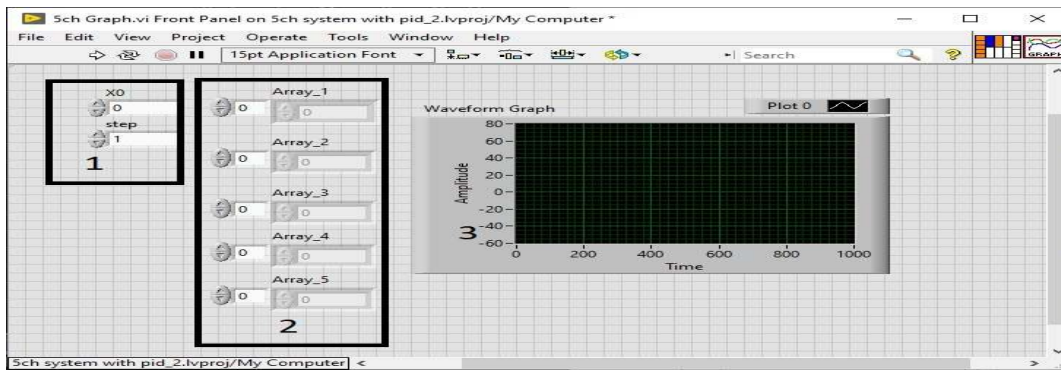 5ch Graph.vi Front Panel on 5ch system with pid_2.lvproj/My Computer *
File Edit View Project Operate Tools Window Help
15pt Application Font Search
GRAPH
X0
0
step
1
1
Array_1
0 0
Array_2
0 0
Array_3
0 0
Array_4
0 0
Array_5
0 0
2
Waveform Graph Plot 0
Amplitude
80
60
40
20
0
-20
-40
-60
3
0 200 400 600 800 1000
Time
5ch system with pid_2.lvproj/My Computer